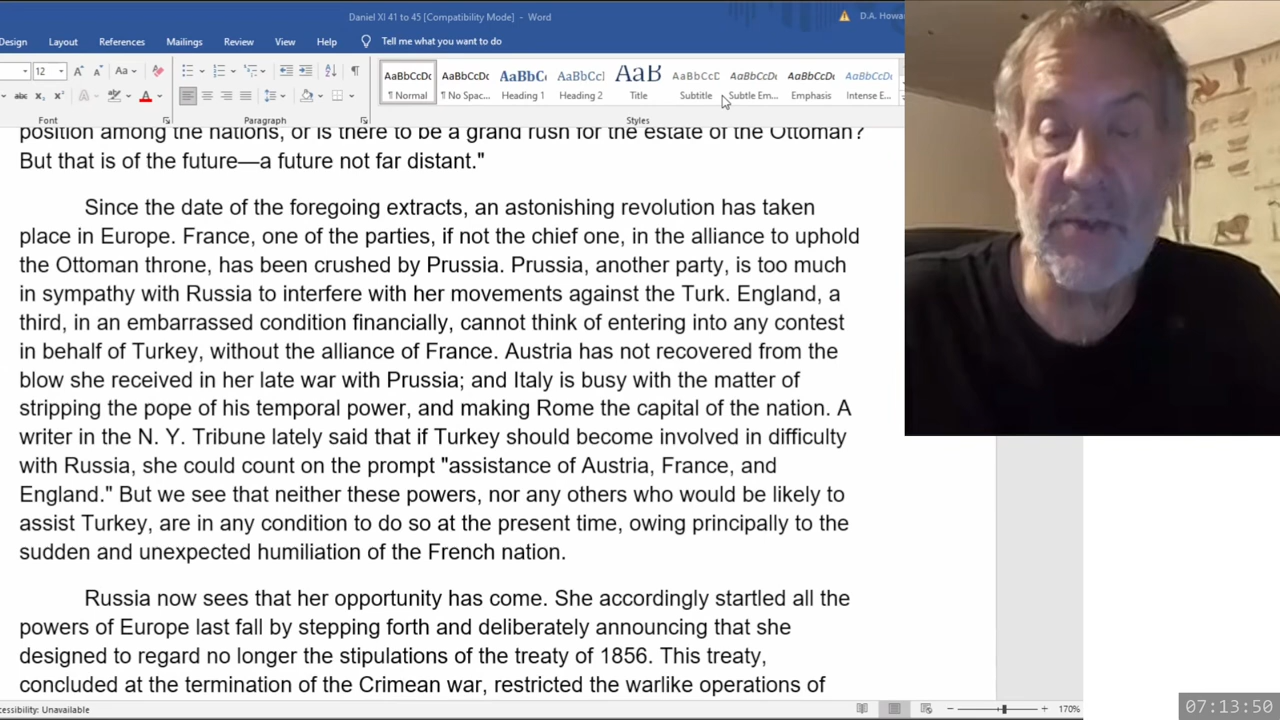 Daniel XI 41 to 45 [Compatibility Mode] - Word
D.A. Howar
Design Layout References Mailings Review View Help Tell me what you want to do
12 Aa
AaBbCcDc AaBbCcDc AaBbC AaBbCcl AaB AaBbCcD AaBbCcDc AaBbCcDc AaBbCcDc
¶ Normal ¶ No Spac... Heading 1 Heading 2 Title Subtitle Subtle Em... Emphasis Intense E...
Font Paragraph Styles
position among the nations, or is there to be a grand rush for the estate of the Ottoman?
But that is of the future—a future not far distant."
Since the date of the foregoing extracts, an astonishing revolution has taken
place in Europe. France, one of the parties, if not the chief one, in the alliance to uphold
the Ottoman throne, has been crushed by Prussia. Prussia, another party, is too much
in sympathy with Russia to interfere with her movements against the Turk. England, a
third, in an embarrassed condition financially, cannot think of entering into any contest
in behalf of Turkey, without the alliance of France. Austria has not recovered from the
blow she received in her late war with Prussia; and Italy is busy with the matter of
stripping the pope of his temporal power, and making Rome the capital of the nation. A
writer in the N. Y. Tribune lately said that if Turkey should become involved in difficulty
with Russia, she could count on the prompt "assistance of Austria, France, and
England." But we see that neither these powers, nor any others who would be likely to
assist Turkey, are in any condition to do so at the present time, owing principally to the
sudden and unexpected humiliation of the French nation.
Russia now sees that her opportunity has come. She accordingly startled all the
powers of Europe last fall by stepping forth and deliberately announcing that she
designed to regard no longer the stipulations of the treaty of 1856. This treaty,
concluded at the termination of the Crimean war, restricted the warlike operations of
cessibility: Unavailable
170%
07:13:50